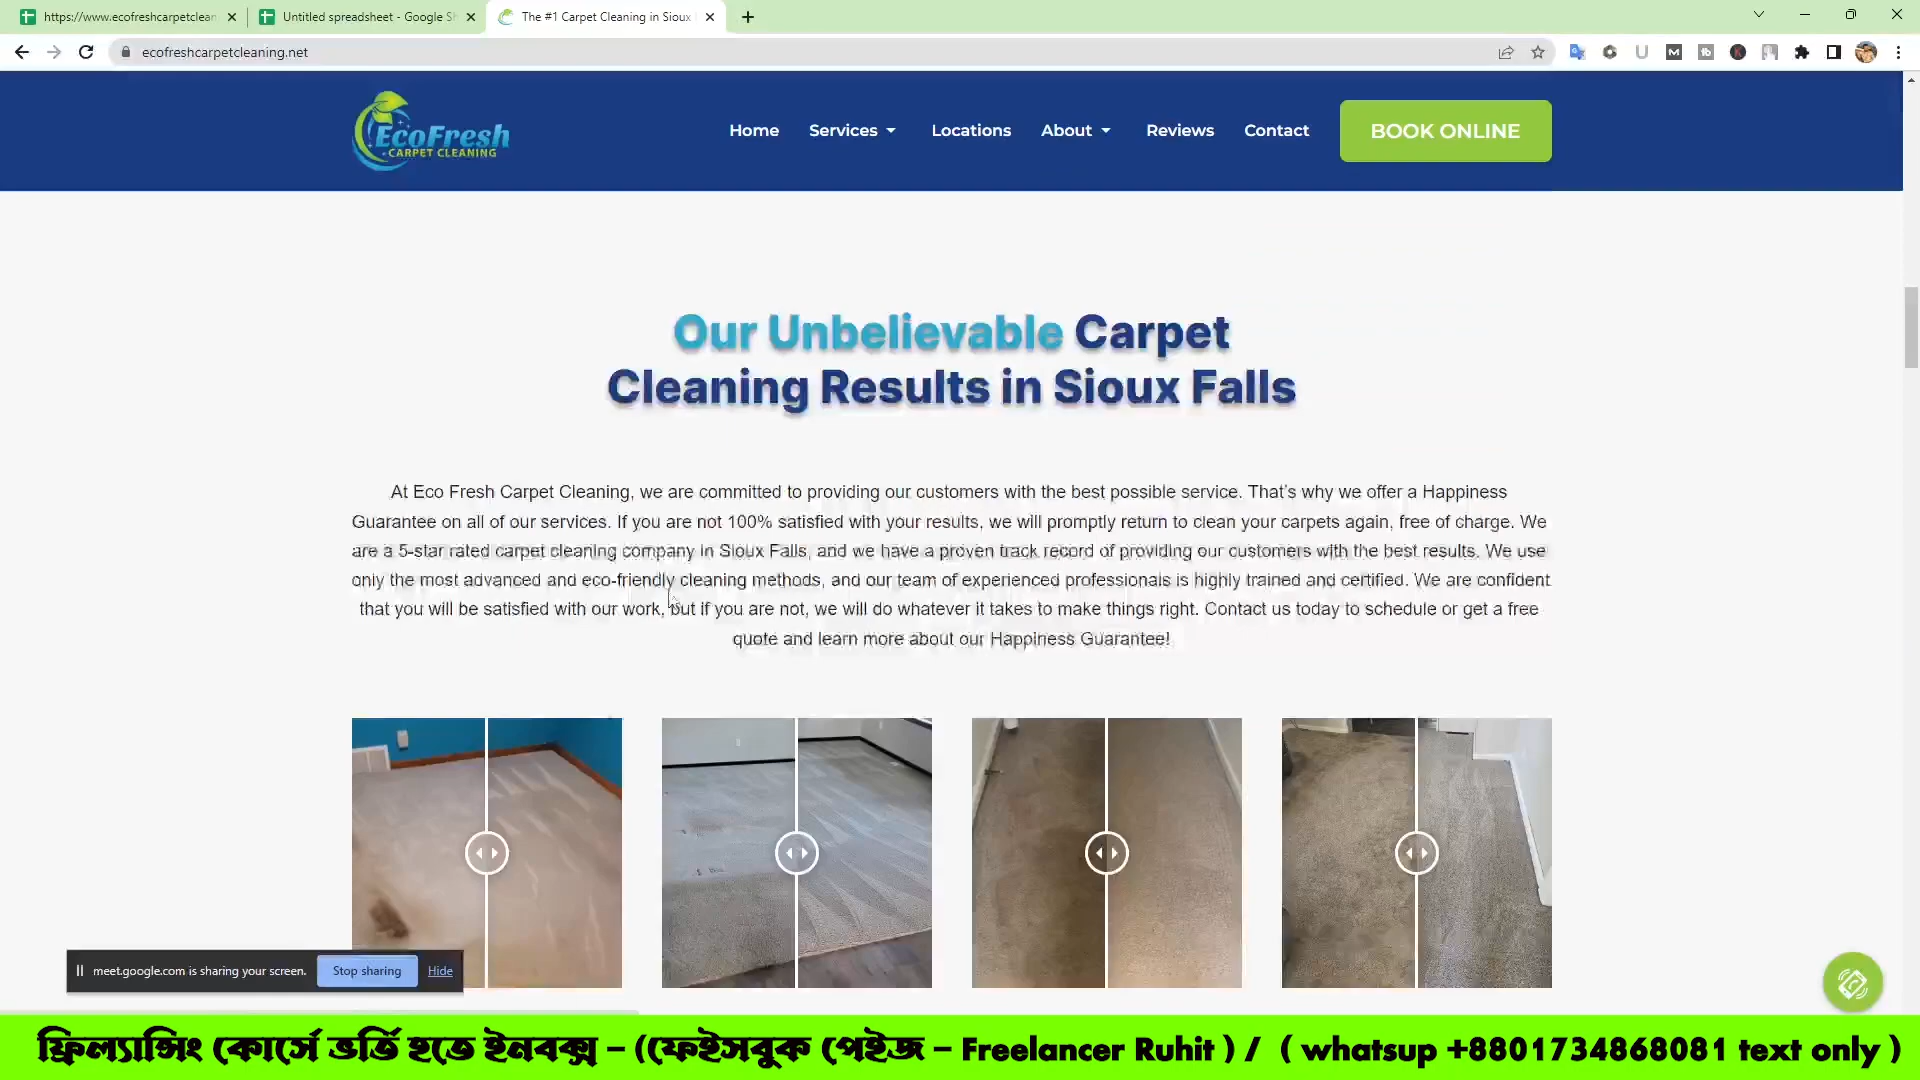 https://www.ecofreshcarpetclean
Untitled spreadsheet - Google Sh
The #1 Carpet Cleaning in Sioux
ecofreshcarpetcleaning.net
EcoFresh
CARPET CLEANING
Home
Services
Locations
About
Reviews
Contact
BOOK ONLINE
Our Unbelievable Carpet
Cleaning Results in Sioux Falls
At Eco Fresh Carpet Cleaning, we are committed to providing our customers with the best possible service. That's why we offer a Happiness
Guarantee on all of our services. If you are not 100% satisfied with your results, we will promptly return to clean your carpets again, free of charge. We
are a 5-star rated carpet cleaning company in Sioux Falls, and we have a proven track record of providing our customers with the best results. We use
only the most advanced and eco-friendly cleaning methods, and our team of experienced professionals is highly trained and certified. We are confident
that you will be satisfied with our work, but if you are not, we will do whatever it takes to make things right. Contact us today to schedule or get a free
quote and learn more about our Happiness Guarantee!
meet.google.com is sharing your screen.
Stop sharing
Hide
ফ্রিল্যান্সিং কোর্সে ভর্তি হতে ইনবক্স – ((ফেইসবুক পেইজ – Freelancer Ruhit ) / ( whatsup +8801734868081 text only )